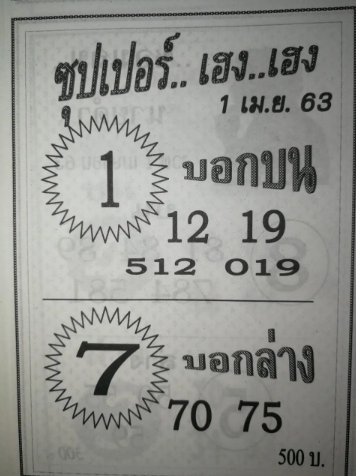 ซุปเปอร์.. เฮง..เฮง
1 เม.ย. 63
1 บอกบน
12 19
512 019
7 บอกล่าง
70 75
500 บ.